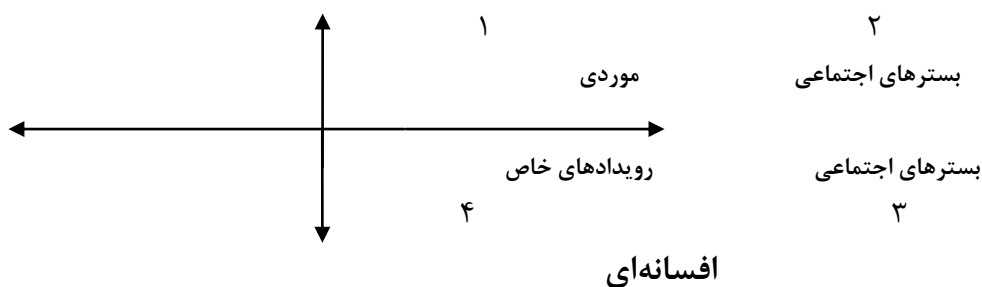 ۱ ۲
موردی بسترهای اجتماعی
رویدادهای خاص بسترهای اجتماعی
۴ ۳
افسانه‌ای